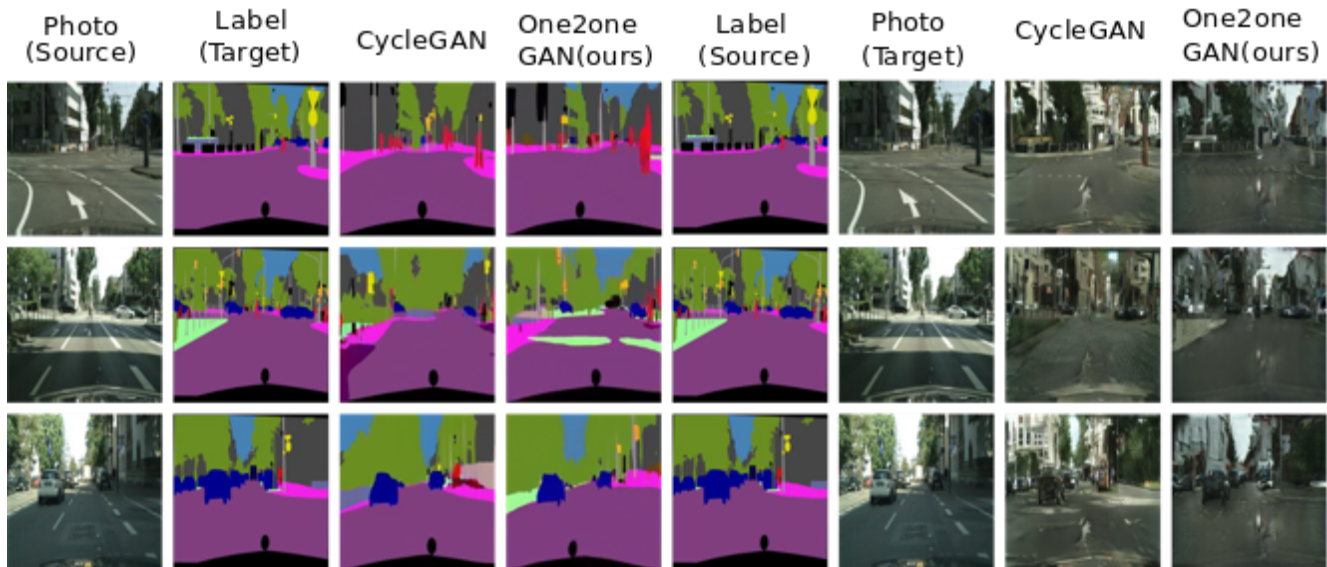 Photo
(Source)
Label
(Target)
CycleGAN
One2one
GAN(ours)
Label
(Source)
Photo
(Target)
CycleGAN
One2one
GAN(ours)